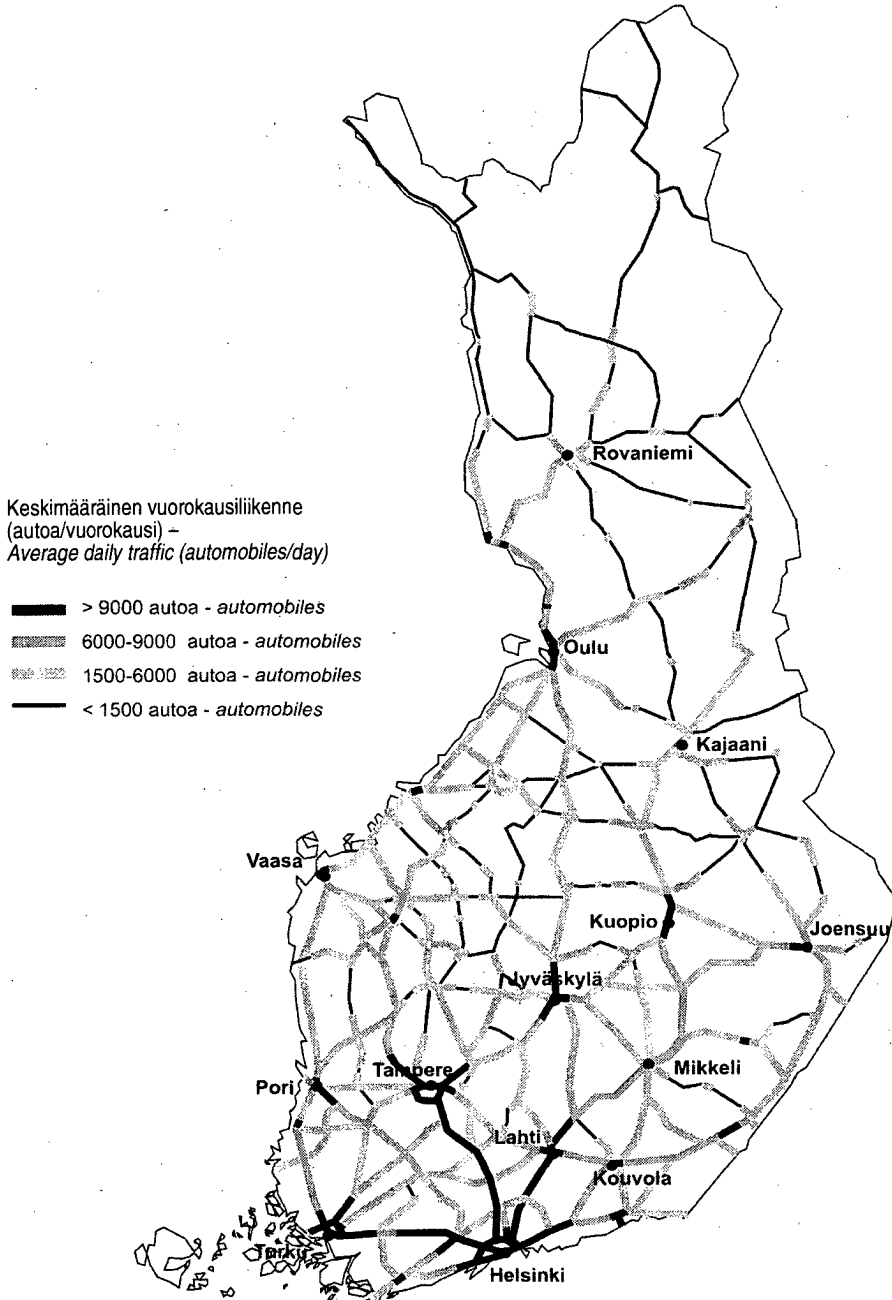 Rovaniemi
Keskimääräinen vuorokausiliikenne
(autoa/vuorokausi) –
Average daily traffic (automobiles/day)
> 9000 autoa - automobiles
6000-9000 autoa - automobiles
1500-6000 autoa - automobiles
< 1500 autoa - automobiles
Oulu
Kajaani
Vaasa
Kuopio
Joensuu
Jyväskylä
Tampere
Mikkeli
Pori
Lahti
Kouvola
Turku
Helsinki